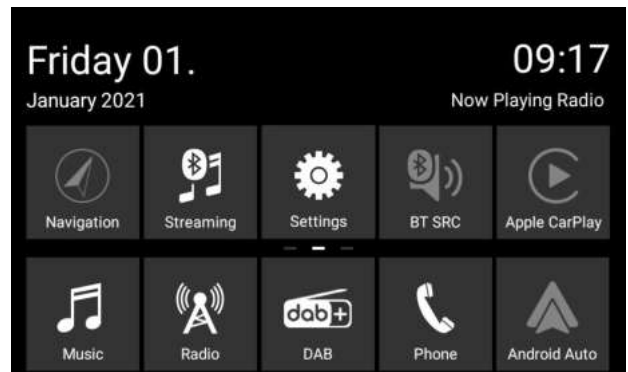 Friday 01.
09:17
January 2021
Now Playing Radio
Navigation
Streaming
Settings
BT SRC
Apple CarPlay
dab+
Music
Radio
DAB
Phone
Android Auto